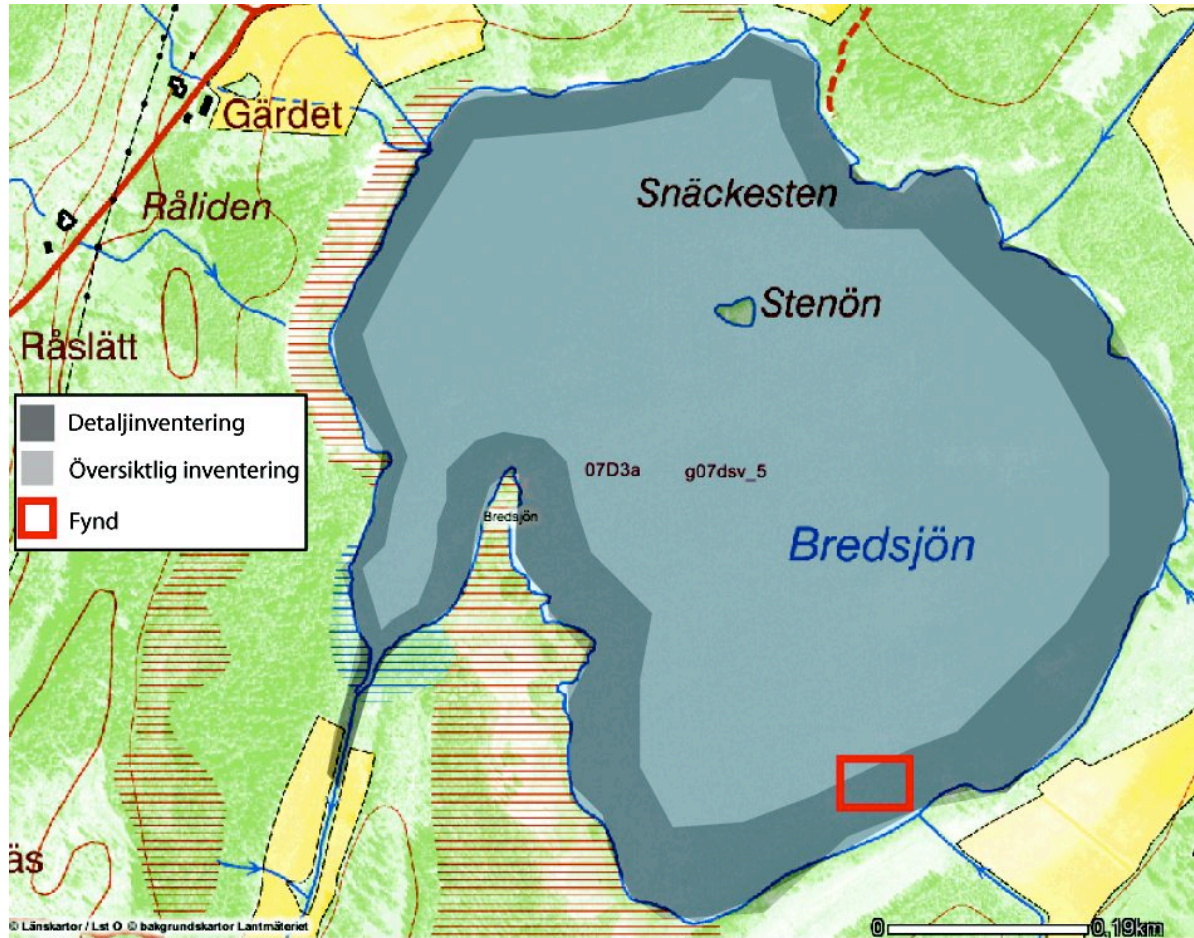 Gärdet
Råliden
Råslätt
Snäckesten
Stenön
Detaljinventering
Översiktlig inventering
Fynd
07D3a g07dsv_5
Bredsjön
Bredsjön
äs
© Länskartor / Lst O © bakgrundskartor Lantmäteriet
0 0,19km